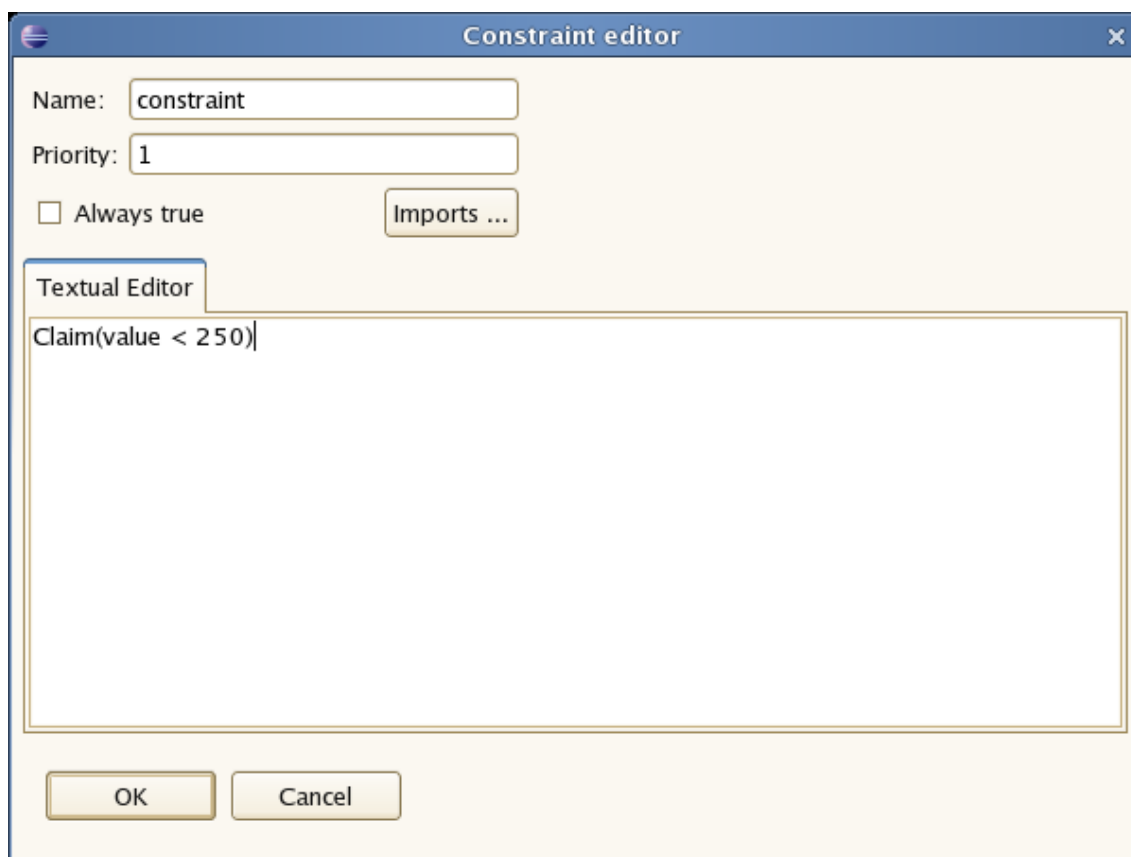 Constraint editor
Name: constraint
Priority: 1
Always true Imports ...
Textual Editor
Claim(value < 250)
OK Cancel